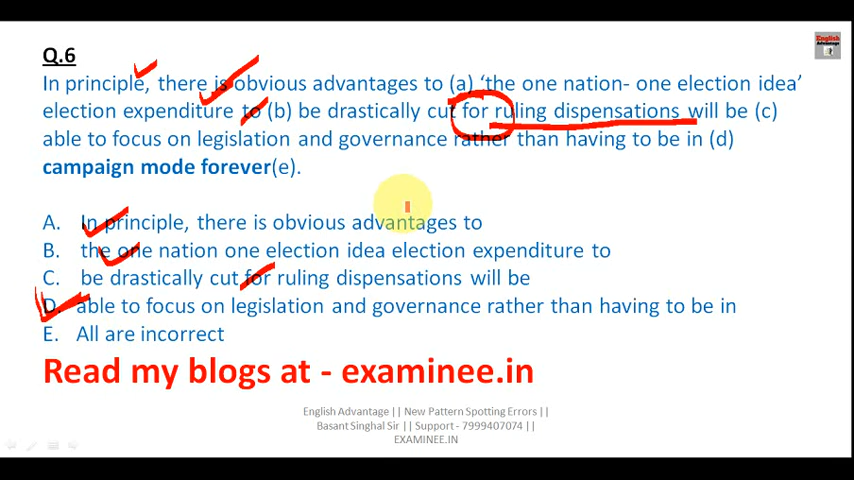 English
Advantage
Q.6
In principle, there is obvious advantages to (a) ‘the one nation- one election idea’
election expenditure to (b) be drastically cut for ruling dispensations will be (c)
able to focus on legislation and governance rather than having to be in (d)
campaign mode forever(e).
A. In principle, there is obvious advantages to
B. the one nation one election idea election expenditure to
C. be drastically cut for ruling dispensations will be
D. able to focus on legislation and governance rather than having to be in
E. All are incorrect
Read my blogs at - examinee.in
English Advantage || New Pattern Spotting Errors ||
Basant Singhal Sir || Support - 7999407074 ||
EXAMINEE.IN